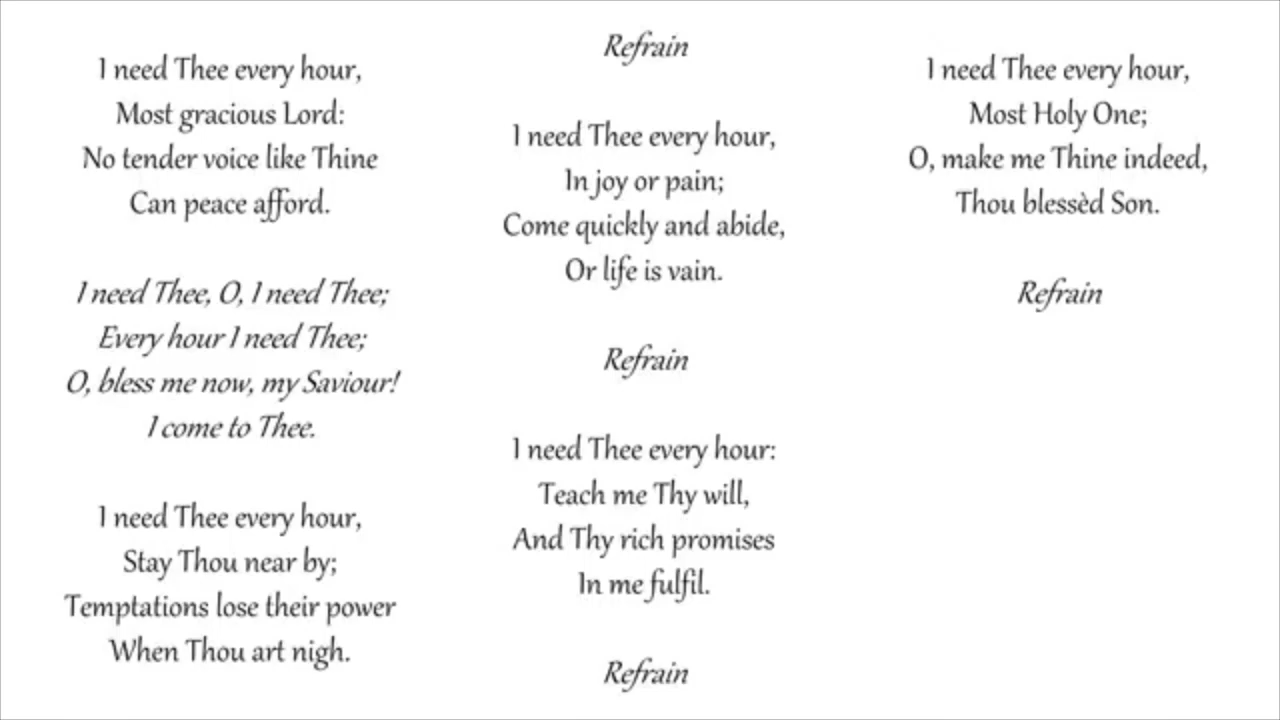 I need Thee every hour,
Most gracious Lord:
No tender voice like Thine
Can peace afford.
I need Thee, O, I need Thee;
Every hour I need Thee;
O, bless me now, my Saviour!
I come to Thee.
I need Thee every hour,
Stay Thou near by;
Temptations lose their power
When Thou art nigh.
Refrain
I need Thee every hour,
In joy or pain;
Come quickly and abide,
Or life is vain.
Refrain
I need Thee every hour:
Teach me Thy will,
And Thy rich promises
In me fulfil.
Refrain
I need Thee every hour,
Most Holy One;
O, make me Thine indeed,
Thou blessèd Son.
Refrain